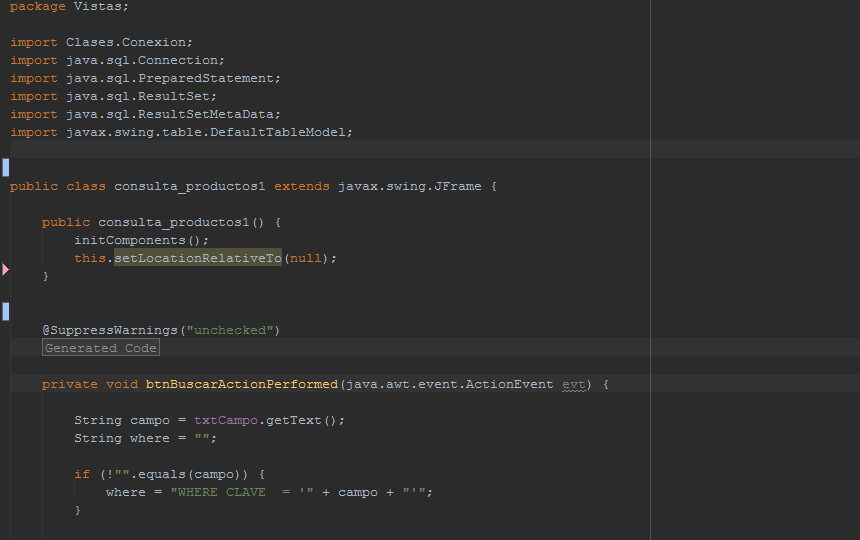 package Vistas;
import Clases.Conexion;
import java.sql.Connection;
import java.sql.PreparedStatement;
import java.sql.ResultSet;
import java.sql.ResultSetMetaData;
import javax.swing.table.DefaultTableModel;
public class consulta_productos1 extends javax.swing.JFrame {
public consulta_productos1() {
initComponents();
this.setLocationRelativeTo(null);
}
@SuppressWarnings("unchecked")
Generated Code
private void btnBuscarActionPerformed(java.awt.event.ActionEvent evt) {
String campo = txtCampo.getText();
String where = "";
if (!"".equals(campo)) {
where = "WHERE CLAVE  = '" + campo + "'";
}